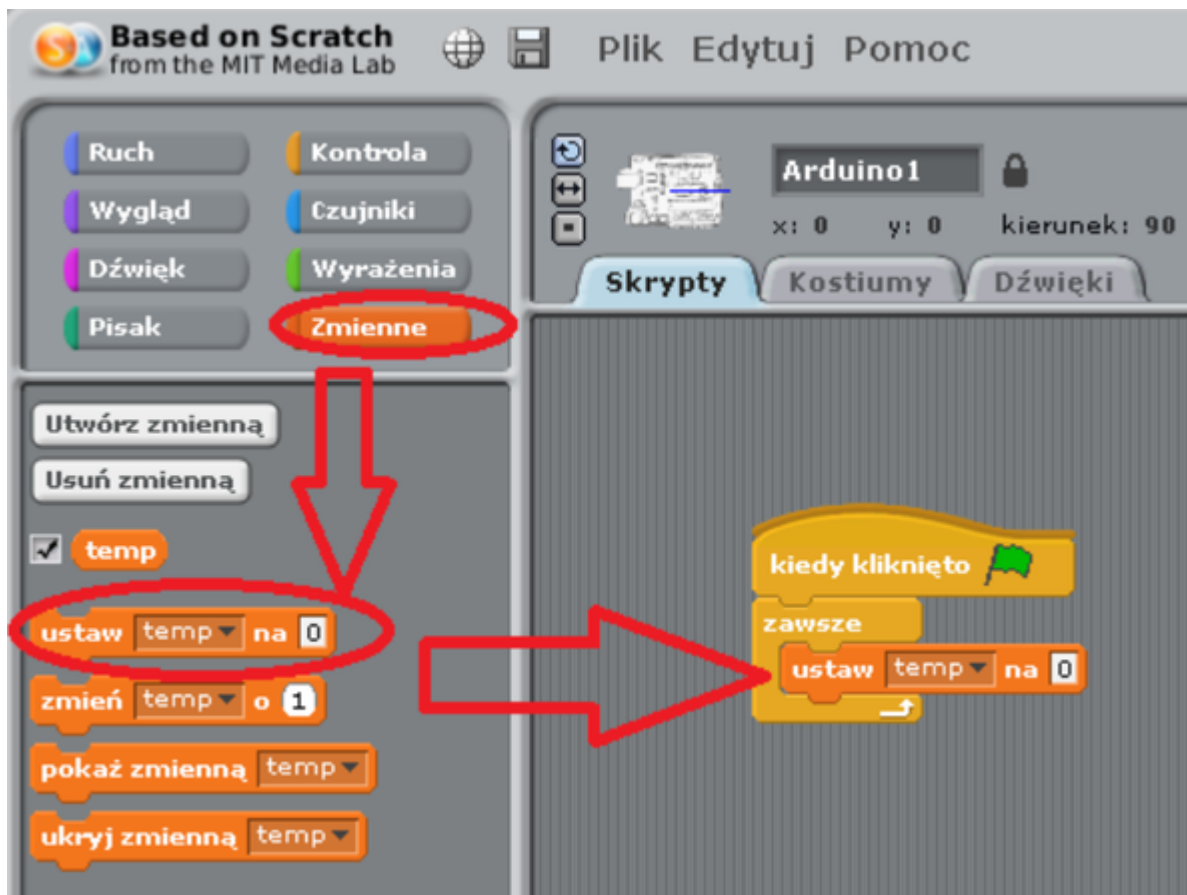 Based on Scratch
from the MIT Media Lab
Plik Edytuj Pomoc
Ruch
Kontrola
Wygląd
Czujniki
Dźwięk
Wyrażenia
Pisak
Zmienne
Arduino1
x: 0 y: 0 kierunek: 90
Skrypty Kostiumy Dźwięki
Utwórz zmienną
Usuń zmienną
temp
ustaw temp na 0
zmień temp o 1
pokaż zmienną temp
ukryj zmienną temp
kiedy kliknięto
zawsze
ustaw temp na 0